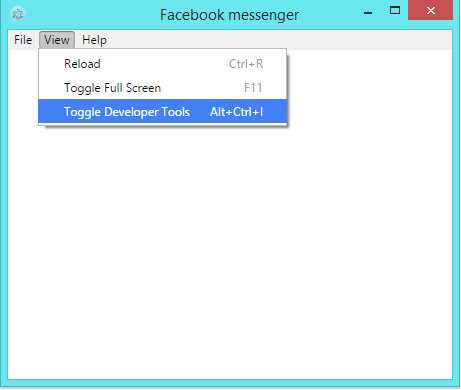 Facebook messenger
File View Help
Reload Ctrl+R
Toggle Full Screen F11
Toggle Developer Tools Alt+Ctrl+I